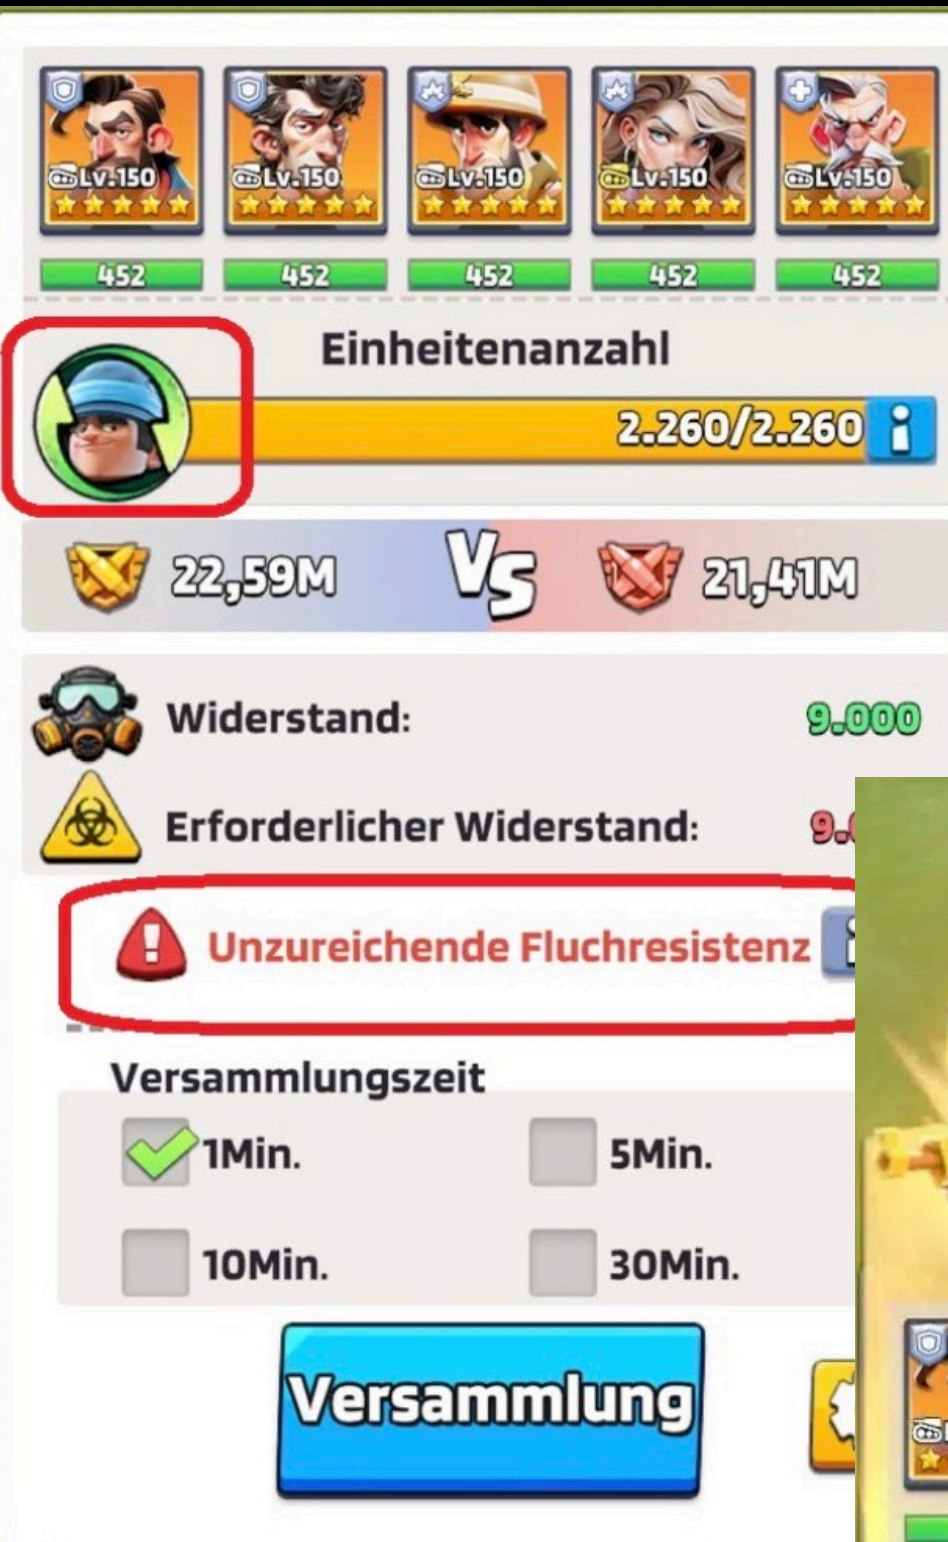 Lv.150 Lv.150 Lv.150 Lv.150 Lv.150
452 452 452 452 452
Einheitenanzahl
2.260/2.260
22,59M VS 21,41M
Widerstand: 9.000
Erforderlicher Widerstand:
Unzureichende Fluchresistenz
Versammlungszeit
1Min. 5Min.
10Min. 30Min.
Versammlung